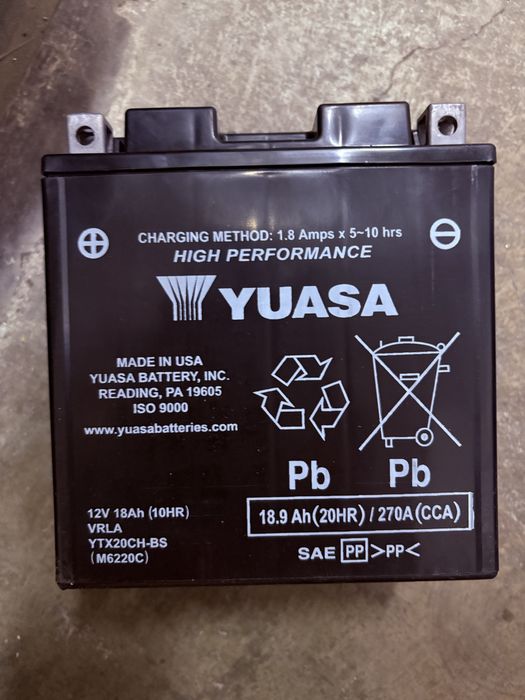 CHARGING METHOD: 1.8 Amps x 5~10 hrs
HIGH PERFORMANCE
YUASA
MADE IN USA
YUASA BATTERY, INC.
READING, PA 19605
ISO 9000
www.yuasabatteries.com
Pb
Pb
12V 18Ah (10HR)
VRLA
YTX20CH-BS
(M6220C)
18.9 Ah(20HR) / 270A(CCA)
SAE PP >PP<